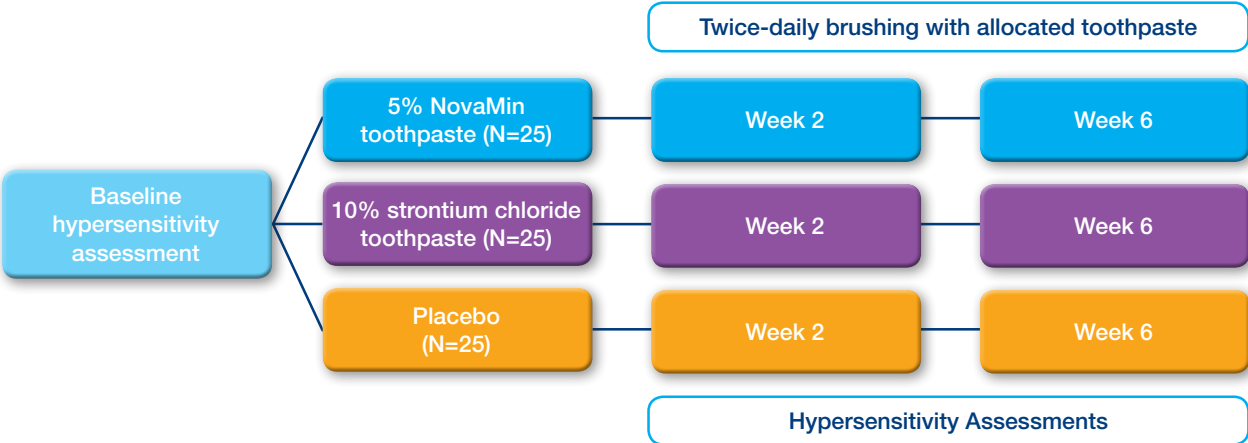 Twice-daily brushing with allocated toothpaste
5% NovaMin
toothpaste (N=25)
Week 2
Week 6
Baseline
hypersensitivity
assessment
10% strontium chloride
toothpaste (N=25)
Week 2
Week 6
Placebo
(N=25)
Week 2
Week 6
Hypersensitivity Assessments